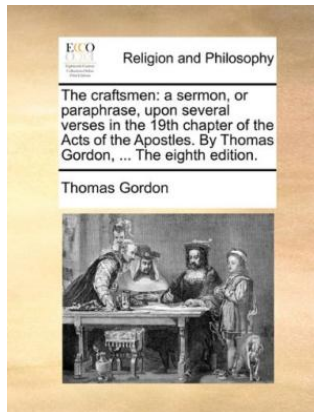 ECCO
Religion and Philosophy
The craftsmen: a sermon, or
paraphrase, upon several
verses in the 19th chapter of the
Acts of the Apostles. By Thomas
Gordon, ... The eighth edition.
Thomas Gordon